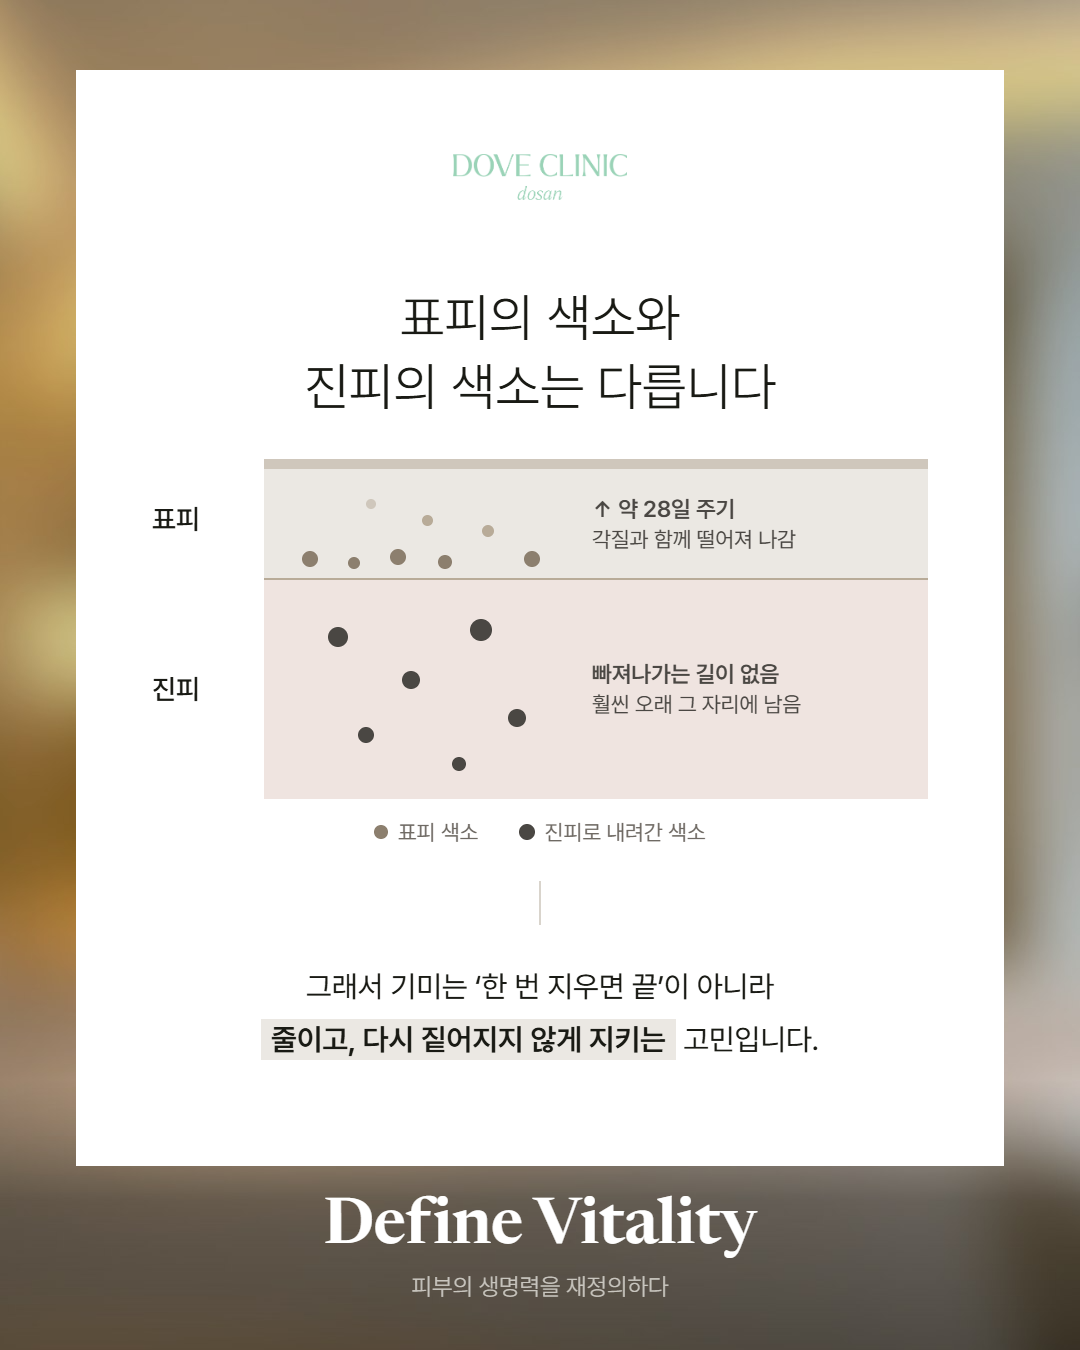 DOVE CLINIC
dosan
표피의 색소와
진피의 색소는 다릅니다
표피
↑ 약 28일 주기
각질과 함께 떨어져 나감
진피
빠져나가는 길이 없음
훨씬 오래 그 자리에 남음
표피 색소 진피로 내려간 색소
그래서 기미는 ‘한 번 지우면 끝’이 아니라
줄이고, 다시 짙어지지 않게 지키는 고민입니다.
Define Vitality
피부의 생명력을 재정의하다